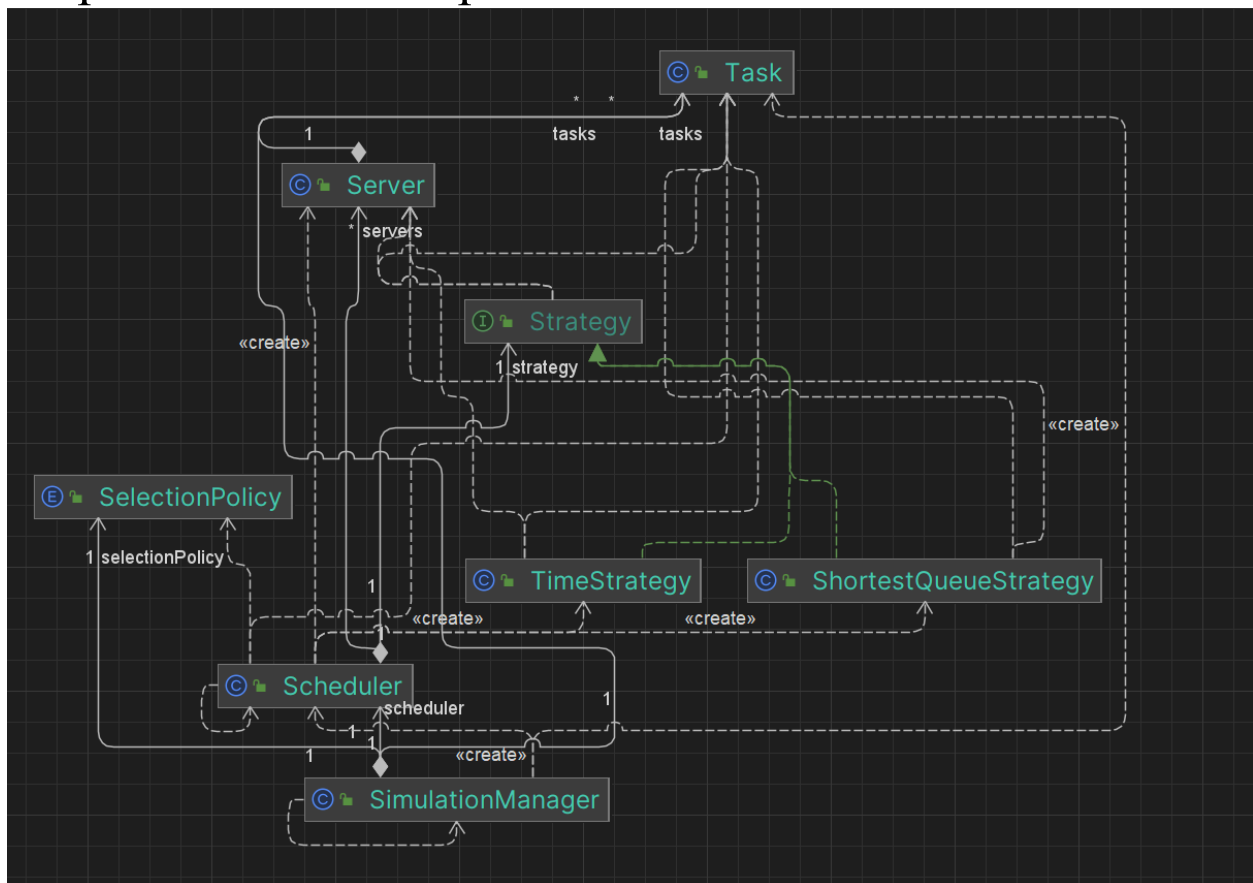 C Task
* *
1 tasks tasks
C Server
* servers
I Strategy
«create»
1 strategy
«create»
E SelectionPolicy
1 selectionPolicy
C TimeStrategy
C ShortestQueueStrategy
1
«create» «create»
1
C Scheduler
scheduler
1
1
1
1
«create»
C SimulationManager